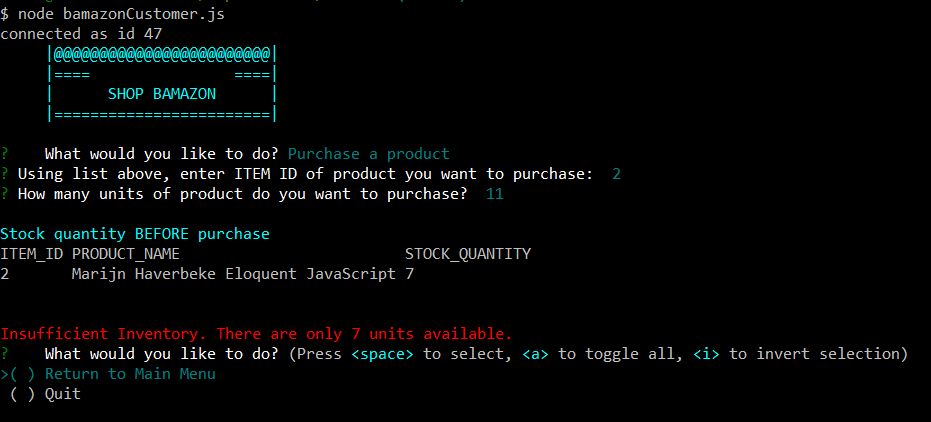 $ node bamazonCustomer.js
connected as id 47
|@@@@@@@@@@@@@@@@@@@@@@@@|
|====                ====|
|      SHOP BAMAZON      |
|========================|
?    What would you like to do? Purchase a product
? Using list above, enter ITEM ID of product you want to purchase:  2
? How many units of product do you want to purchase?  11
Stock quantity BEFORE purchase
ITEM_ID PRODUCT_NAME                         STOCK_QUANTITY
2       Marijn Haverbeke Eloquent JavaScript 7
Insufficient Inventory. There are only 7 units available.
?    What would you like to do? (Press <space> to select, <a> to toggle all, <i> to invert selection)
>( ) Return to Main Menu
( ) Quit